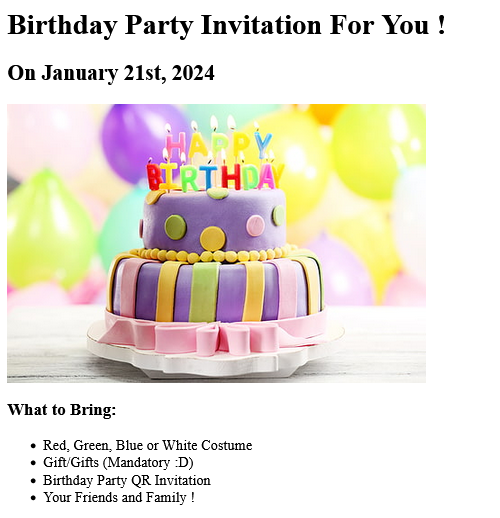 Birthday Party Invitation For You !
On January 21st, 2024
HAPPY
BIRTHDAY
What to Bring:
Red, Green, Blue or White Costume
Gift/Gifts (Mandatory :D)
Birthday Party QR Invitation
Your Friends and Family !